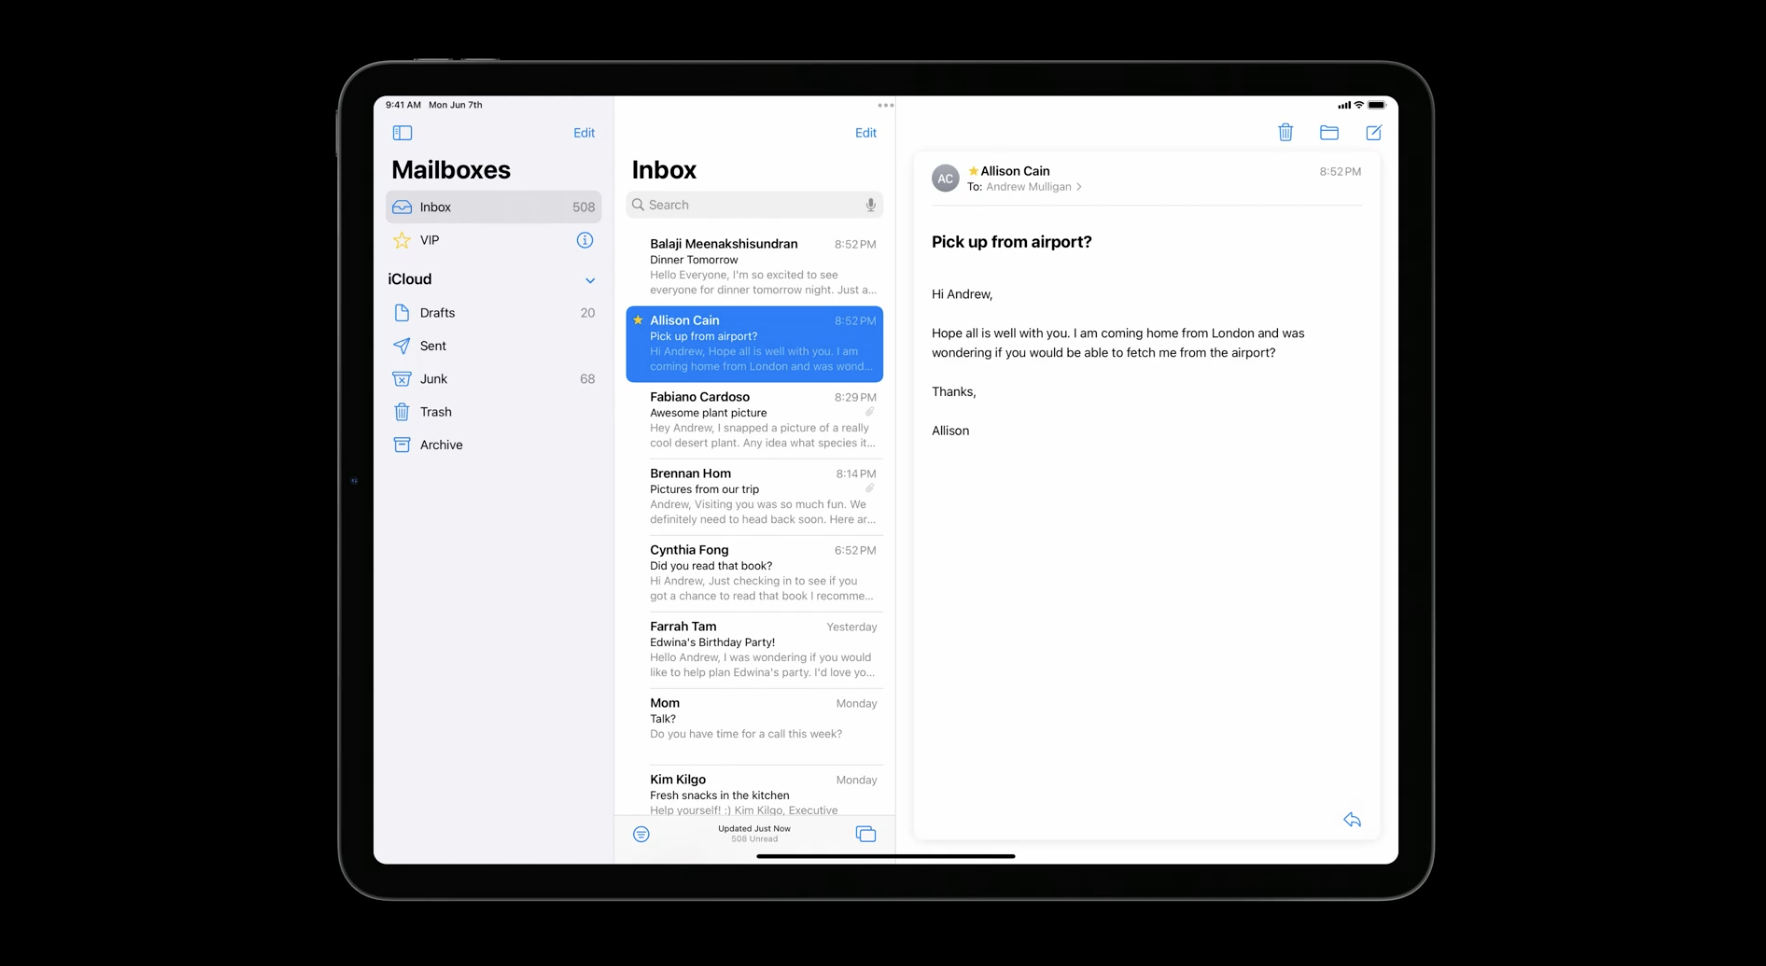 9:41 AM Mon Jun 7th
Edit
Mailboxes
Inbox 508
VIP
iCloud
Drafts 20
Sent
Junk 68
Trash
Archive
Edit
Inbox
Search
Balaji Meenakshisundran 8:52 PM
Dinner Tomorrow
Hello Everyone, I'm so excited to see
everyone for dinner tomorrow night. Just a...
Allison Cain 8:52 PM
Pick up from airport?
Hi Andrew, Hope all is well with you. I am
coming home from London and was wond...
Fabiano Cardoso 8:29 PM
Awesome plant picture
Hey Andrew, I snapped a picture of a really
cool desert plant. Any idea what species it...
Brennan Hom 8:14 PM
Pictures from our trip
Andrew, Visiting you was so much fun. We
definitely need to head back soon. Here ar...
Cynthia Fong 6:52 PM
Did you read that book?
Hi Andrew, Just checking in to see if you
got a chance to read that book I recomme...
Farrah Tam Yesterday
Edwina's Birthday Party!
Hello Andrew, I was wondering if you would
like to help plan Edwina's party. I'd love yo...
Mom Monday
Talk?
Do you have time for a call this week?
Kim Kilgo Monday
Fresh snacks in the kitchen
Help yourself! :) Kim Kilgo, Executive
Updated Just Now
508 Unread
AC
Allison Cain 8:52 PM
To: Andrew Mulligan
Pick up from airport?
Hi Andrew,
Hope all is well with you. I am coming home from London and was
wondering if you would be able to fetch me from the airport?
Thanks,
Allison